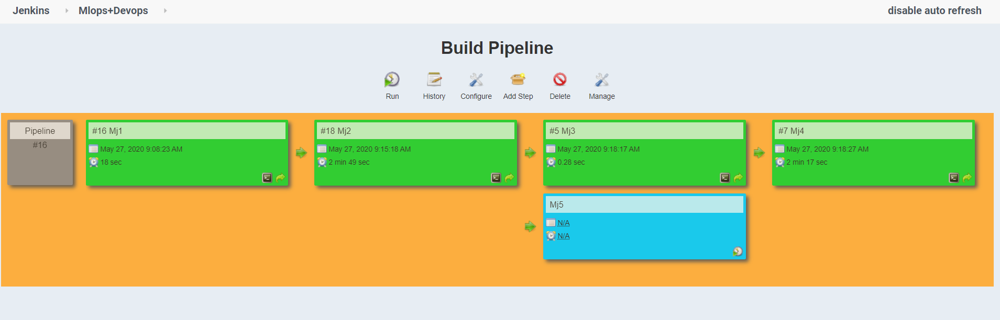 Jenkins Mlops+Devops disable auto refresh
Build Pipeline
Run History Configure Add Step Delete Manage
Pipeline
#16
#16 Mj1
May 27, 2020 9:08:23 AM
18 sec
#18 Mj2
May 27, 2020 9:15:18 AM
2 min 49 sec
#5 Mj3
May 27, 2020 9:18:17 AM
0.28 sec
#7 Mj4
May 27, 2020 9:18:27 AM
2 min 17 sec
Mj5
N/A
N/A